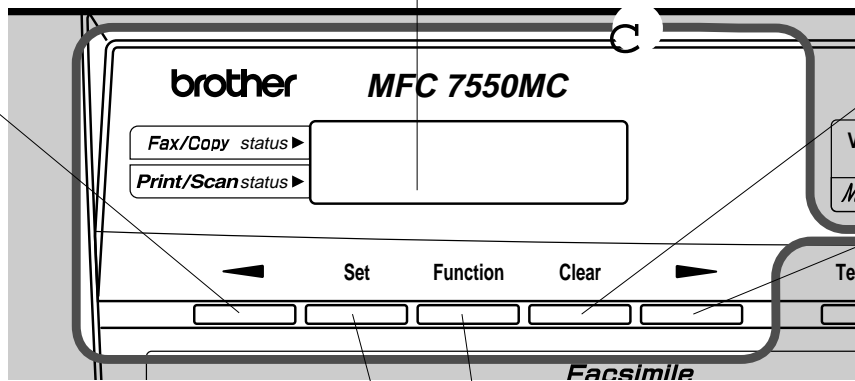 C
brother MFC 7550MC
Fax/Copy status
Print/Scan status
Set Function Clear
Facsimile